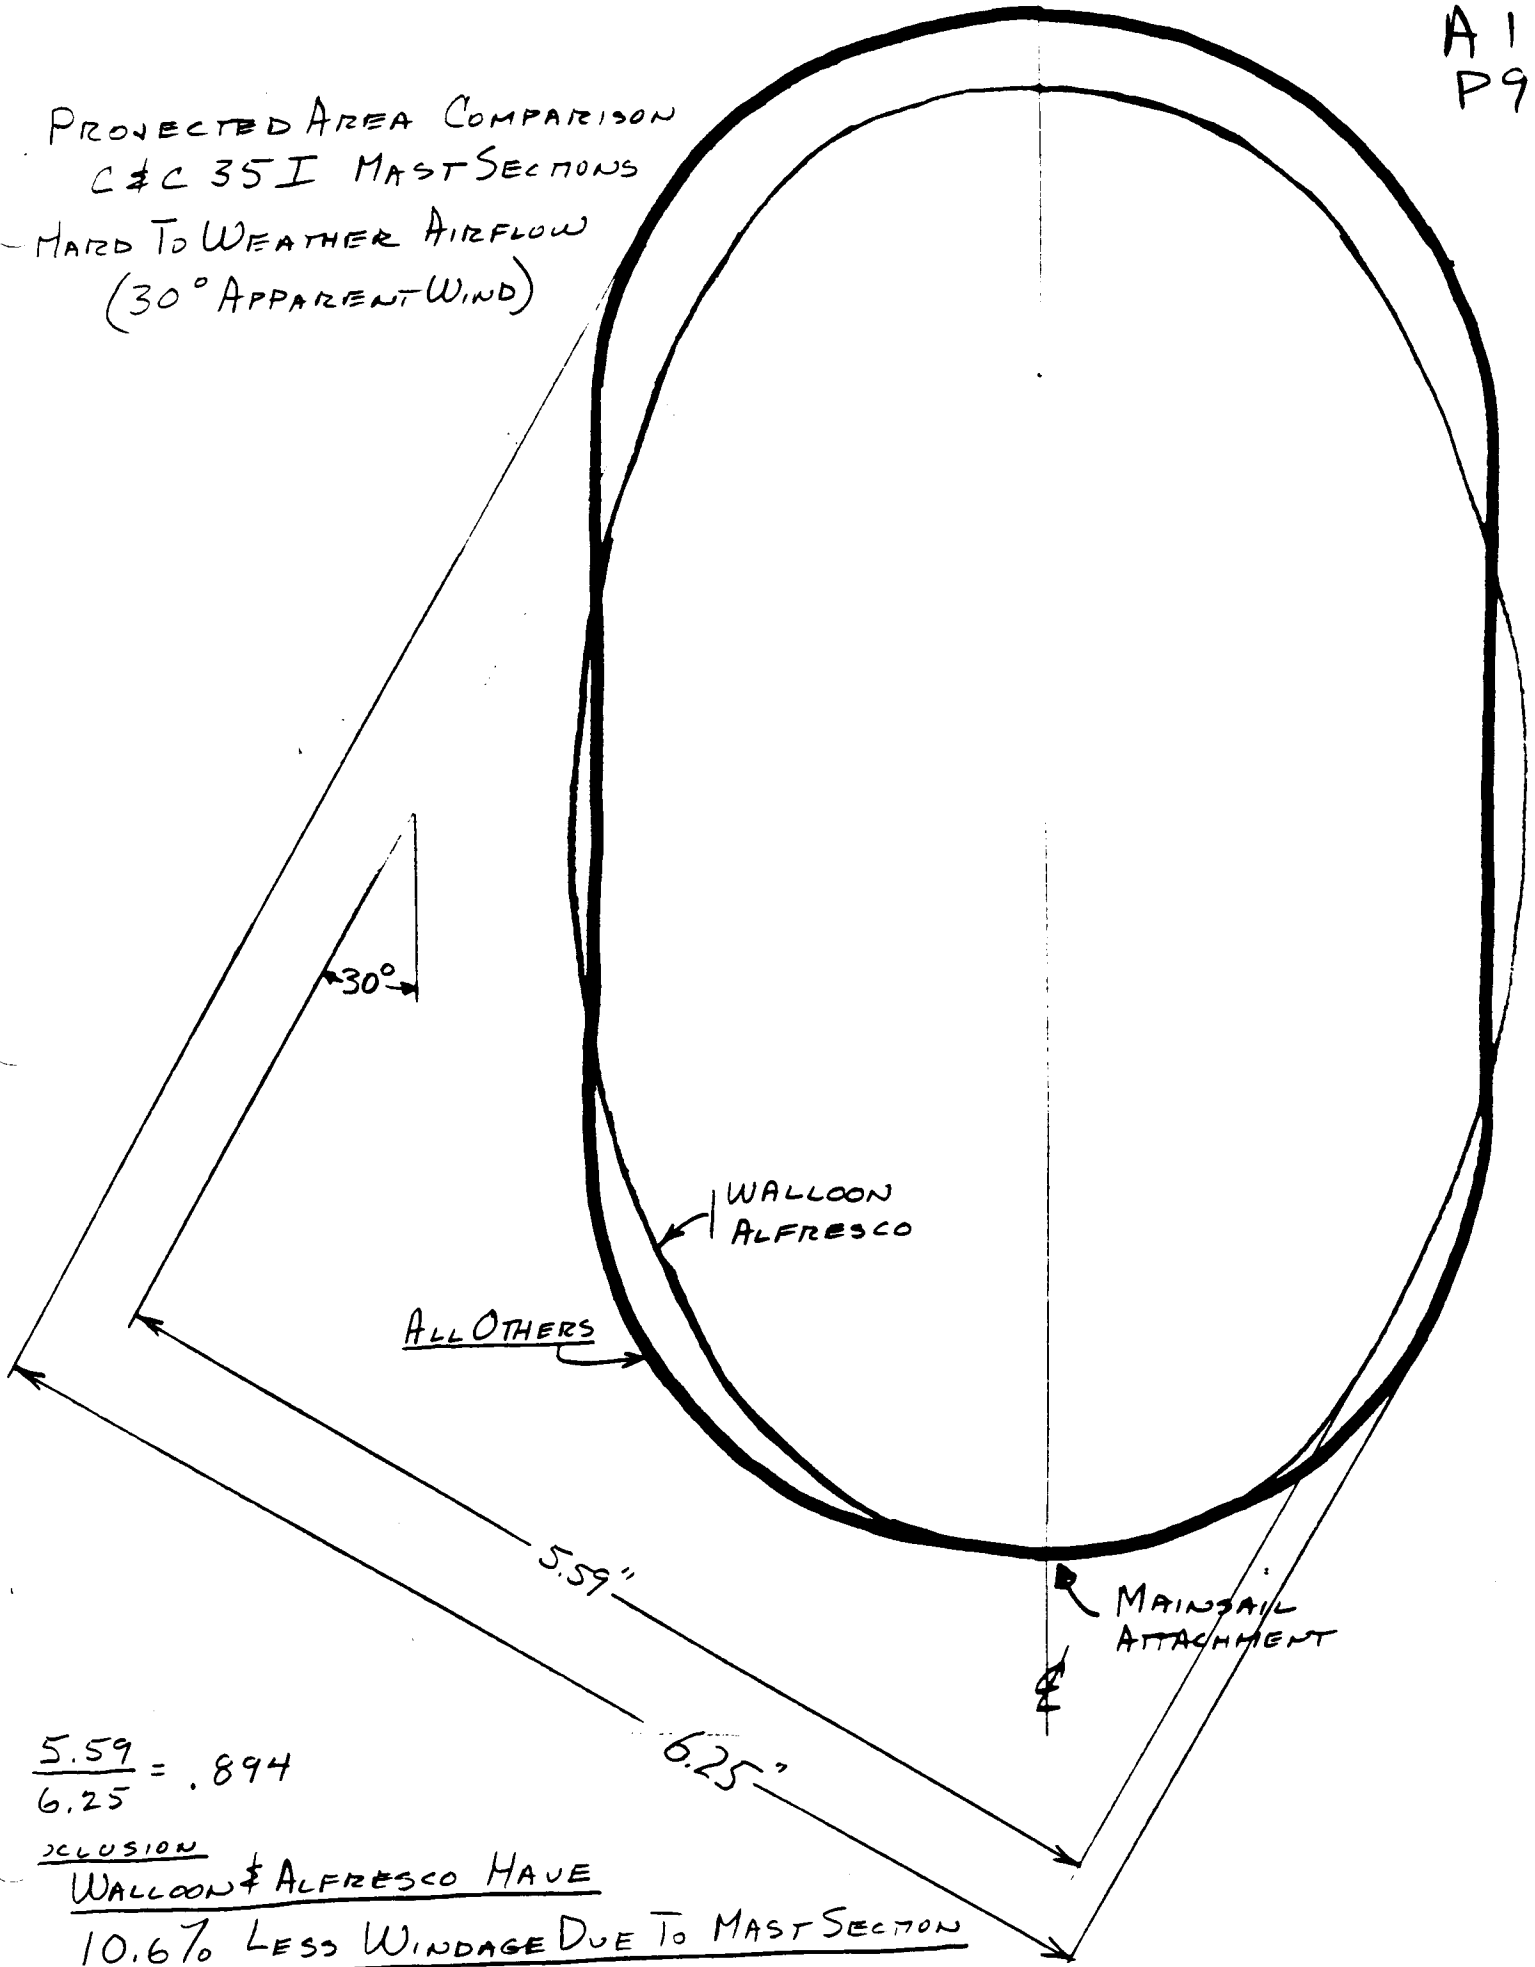 A 1
P9
PROJECTED AREA COMPARISON
C & C 35 I MAST SECTIONS
HARD TO WEATHER AIRFLOW
(30° APPARENT WIND)
30°
WALLOON
ALFRESCO
ALL OTHERS
5.59"
MAINSAIL
ATTACHMENT
℄
6.25"
5.59
6.25
= .894
CLUSION
WALLOON & ALFRESCO HAVE
10.6% LESS WINDAGE DUE TO MAST SECTION